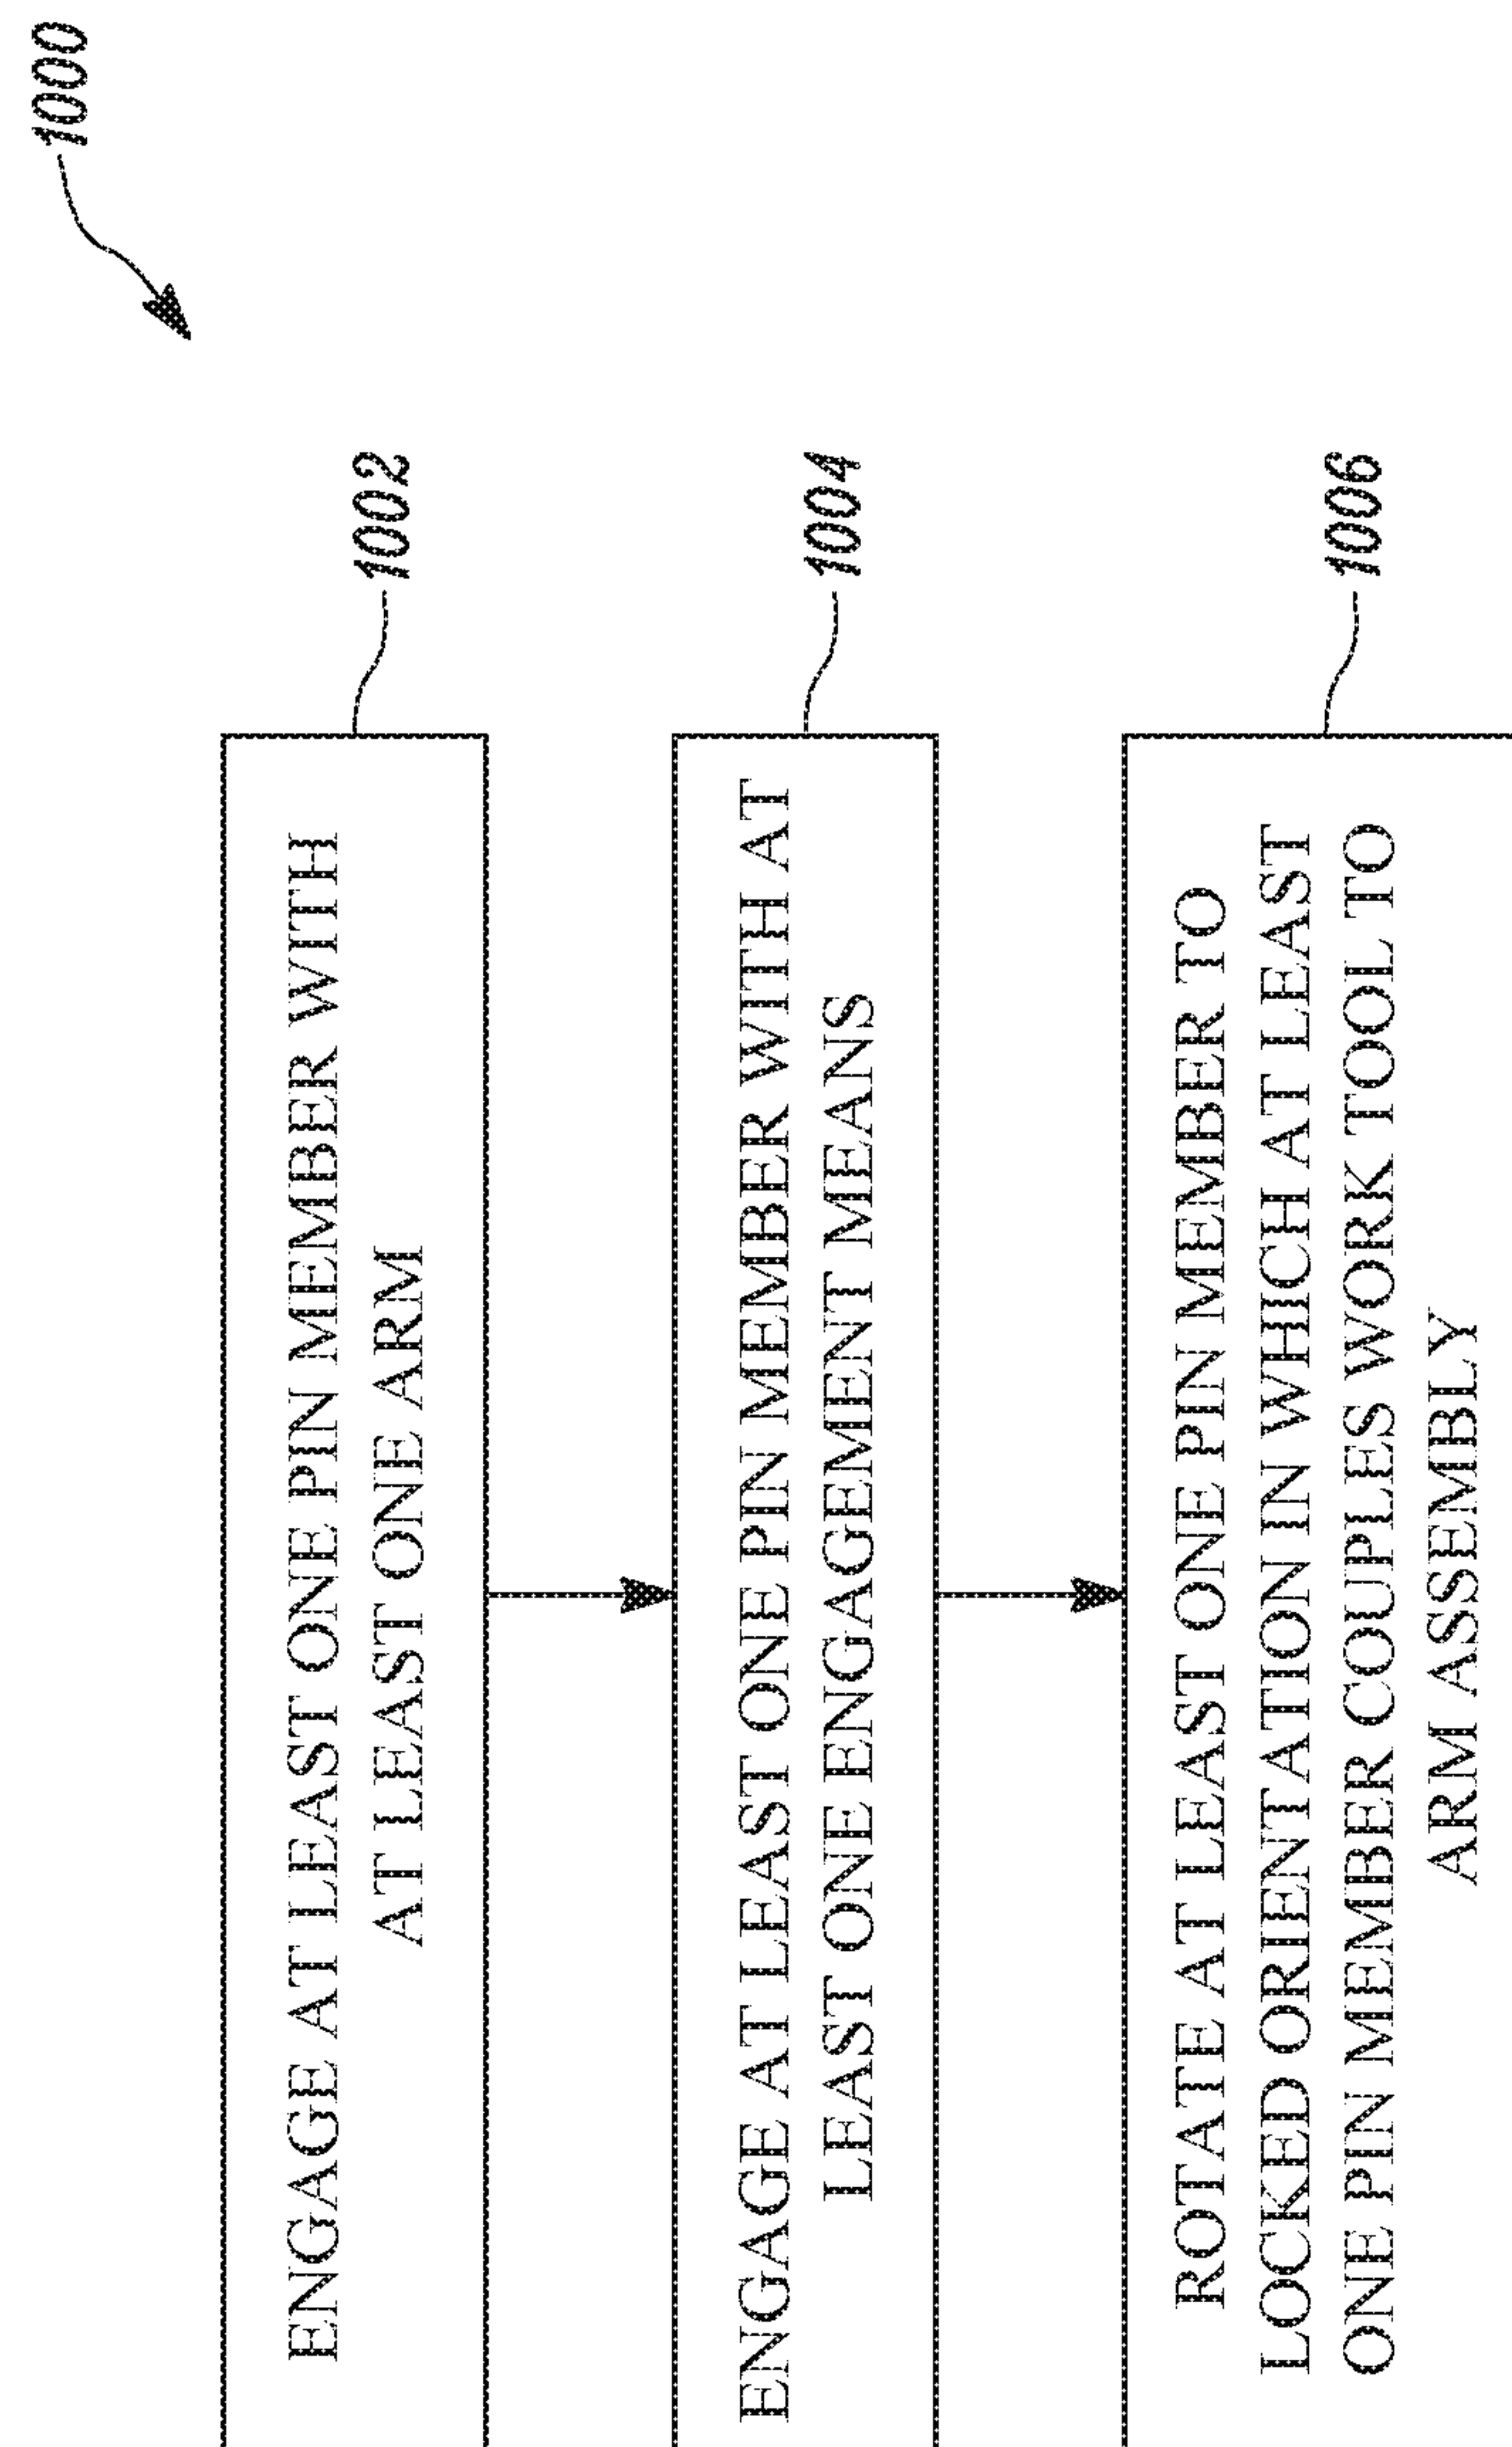 1000
1002
ENGAGE AT LEAST ONE PIN MEMBER WITH
AT LEAST ONE ARM
1004
ENGAGE AT LEAST ONE PIN MEMBER WITH AT
LEAST ONE ENGAGEMENT MEANS
1006
ROTATE AT LEAST ONE PIN MEMBER TO
LOCKED ORIENTATION IN WHICH AT LEAST
ONE PIN MEMBER COUPLES WORK TOOL TO
ARM ASSEMBLY